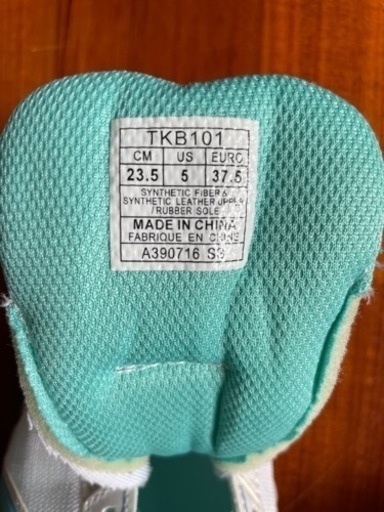 TKB101
CM US EURO
23.5 5 37.5
SYNTHETIC FIBER&
SYNTHETIC LEATHER UPPER
/RUBBER SOLE
MADE IN CHINA
FABRIQUE EN CHINE
A390716 S3